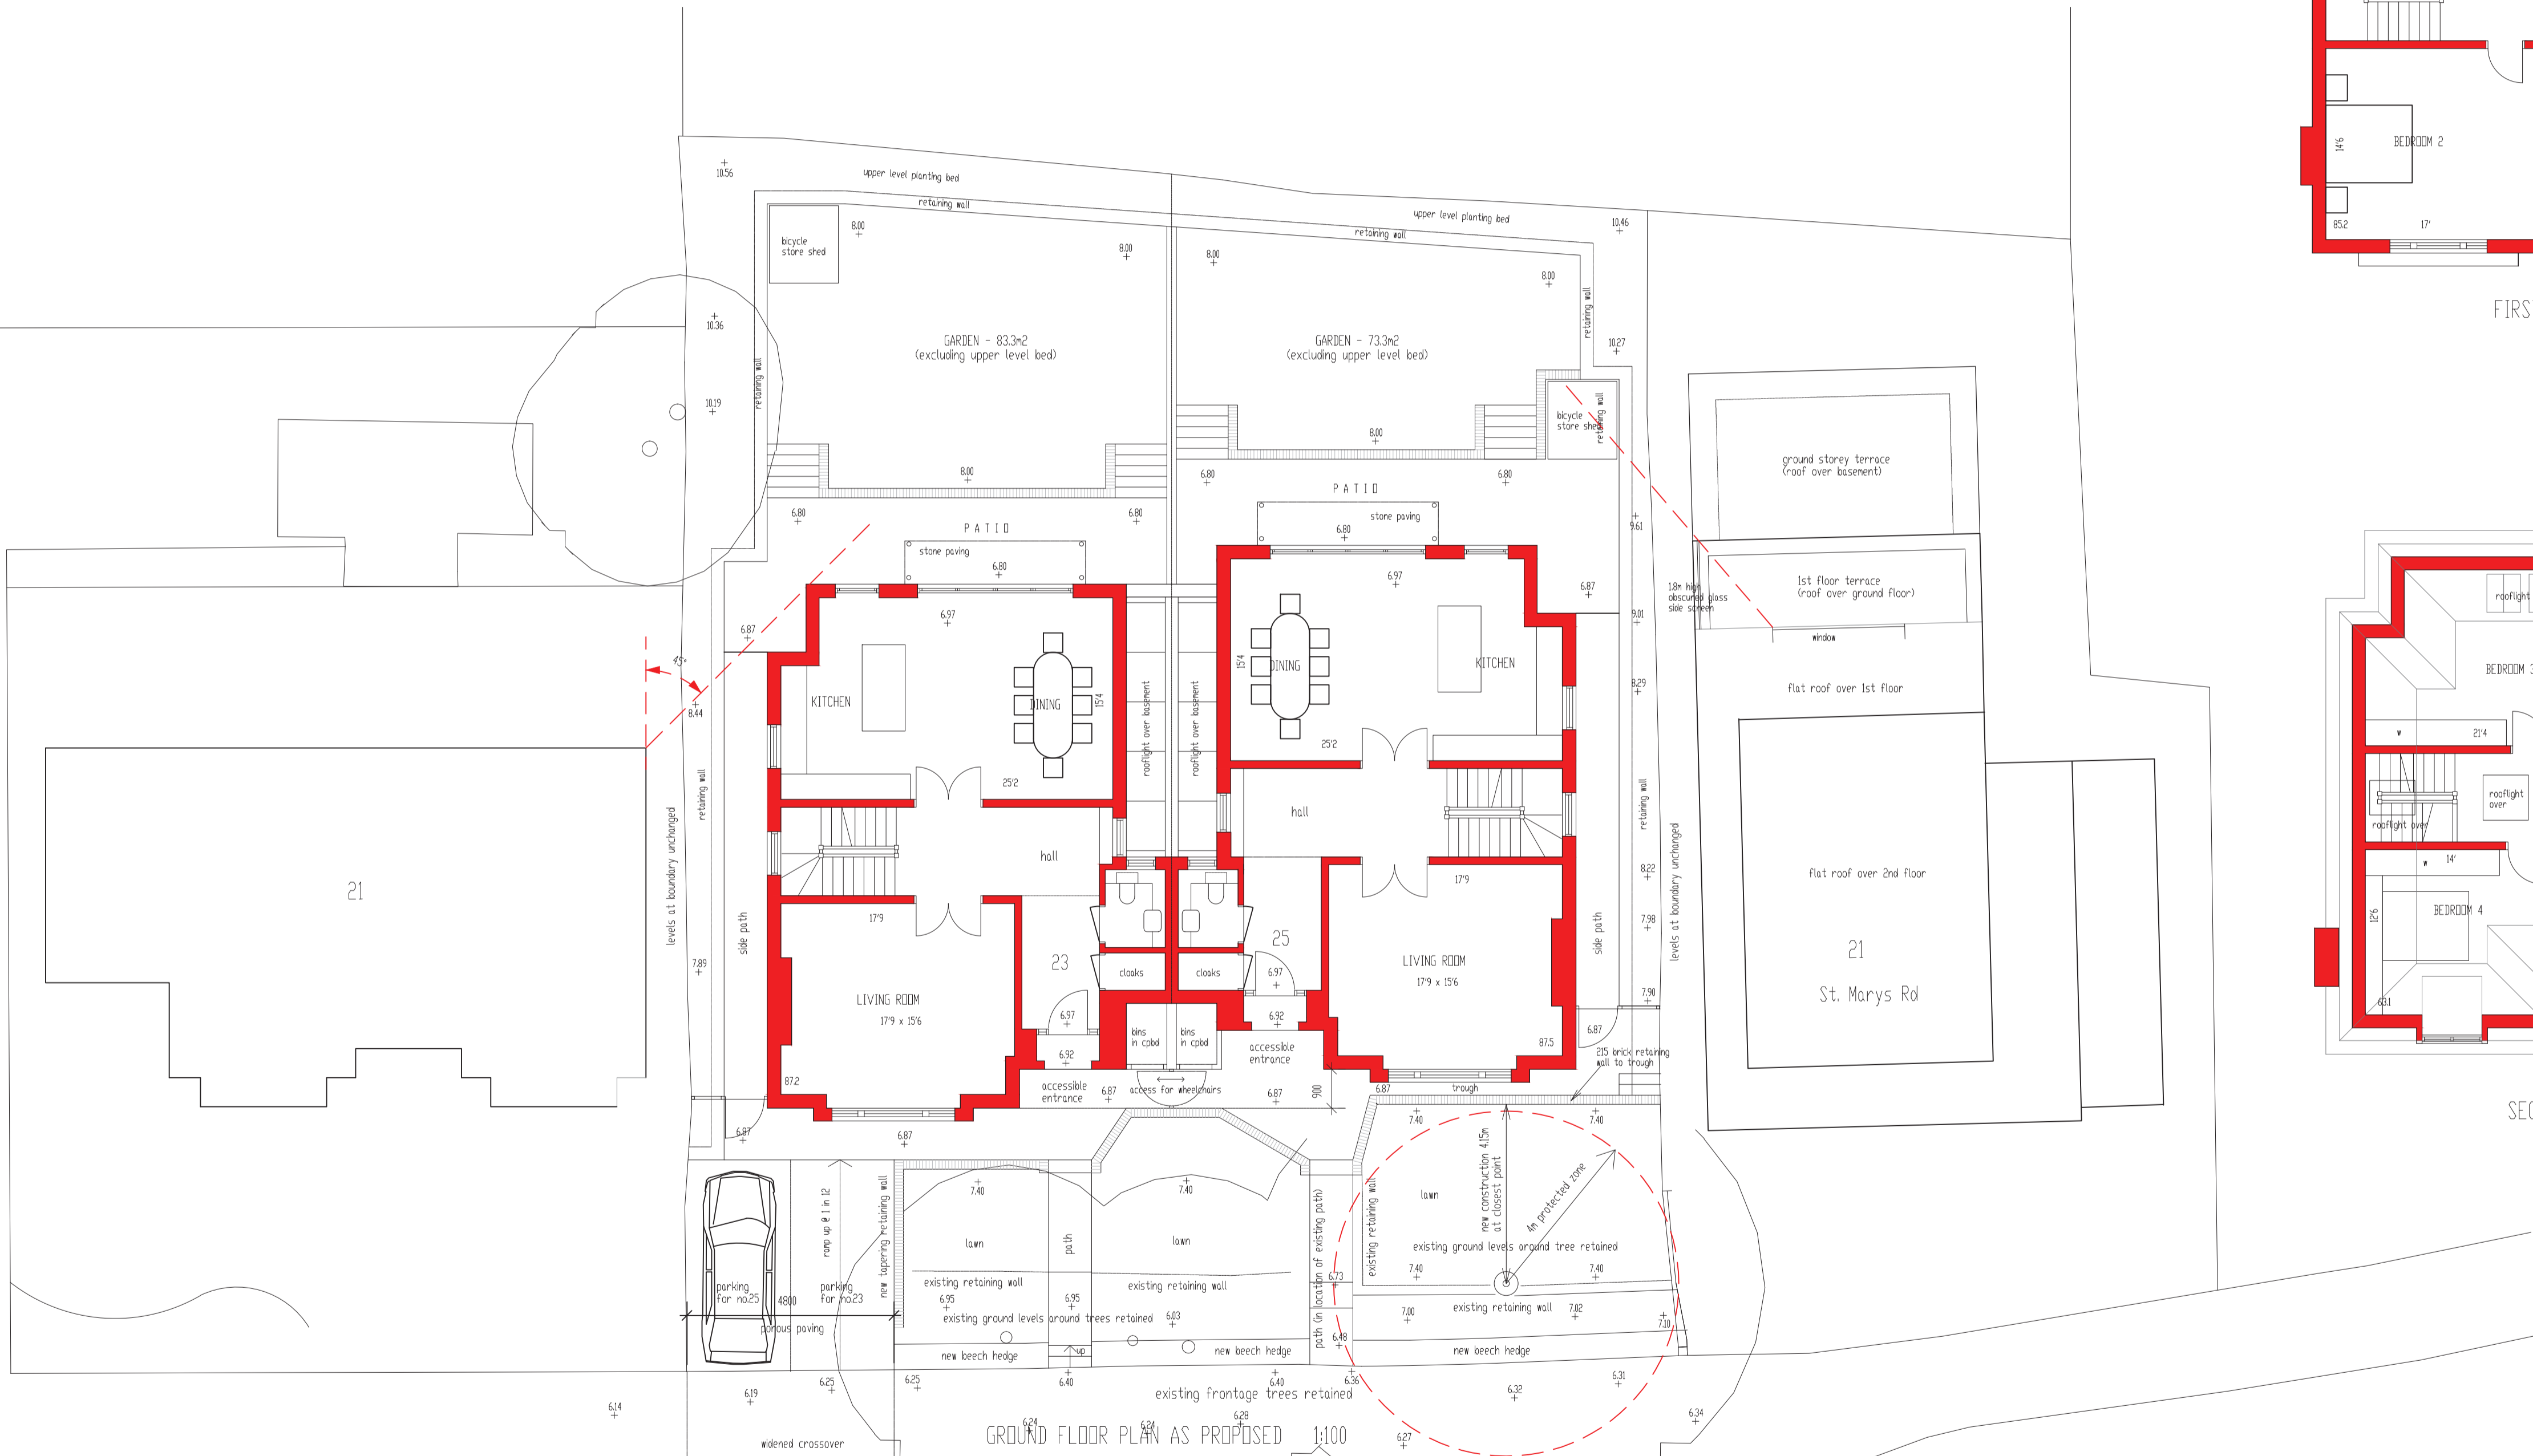 10.56
upper level planting bed
retaining wall
upper level planting bed
retaining wall
10.46
bicycle
store shed
8.00
8.00
8.00
8.00
10.36
10.19
retaining wall
GARDEN - 83.3m2
(excluding upper level bed)
GARDEN - 73.3m2
(excluding upper level bed)
retaining wall
10.27
bicycle
store shed
retaining wall
8.00
8.00
6.80
6.80
6.80
6.80
PATIO
stone paving
6.80
PATIO
stone paving
6.80
9.61
ground storey terrace
(roof over basement)
1st floor terrace
(roof over ground floor)
1.8m high
obscured glass
side screen
window
flat roof over 1st floor
flat roof over 2nd floor
21
St. Marys Rd
45°
8.44
6.87
6.97
KITCHEN
DINING
15'4
25'2
rooflight over basement
rooflight over basement
6.97
15'4
DINING
KITCHEN
25'2
6.87
9.01
8.29
21
levels at boundary unchanged
retaining wall
side path
7.89
hall
hall
17'9
17'9
23
25
cloaks
cloaks
LIVING ROOM
17'9 x 15'6
LIVING ROOM
17'9 x 15'6
6.97
6.92
6.97
6.92
bins
in cpbd
bins
in cpbd
accessible
entrance
accessible
entrance
access for wheelchairs
87.2
87.5
6.87
6.87
6.87
6.87
6.87
6.87
900
trough
retaining wall
levels at boundary unchanged
side path
8.22
7.98
7.90
215 brick retaining
wall to trough
7.40
7.40
7.40
7.40
ramp up @ 1 in 12
new tapering retaining wall
lawn
path
lawn
path (in location of existing path)
existing retaining wall
lawn
new construction 4.15m
at closest point
4m protected zone
existing ground levels around tree retained
7.40
7.40
parking
for no.25
4800
parking
for no.23
porous paving
existing retaining wall
existing retaining wall
6.95
6.95
6.03
6.73
existing ground levels around trees retained
existing retaining wall
7.00
7.02
7.10
6.48
new beech hedge
up
new beech hedge
new beech hedge
6.14
6.19
6.25
6.25
6.40
6.40
6.36
6.32
6.31
6.34
existing frontage trees retained
6.24
6.24
6.28
6.27
widened crossover
GROUND FLOOR PLAN AS PROPOSED 1:100
14'6
BEDROOM 2
85.2
17'
FIRS
rooflight
BEDROOM 3
w
21'4
rooflight
over
rooflight over
w
14'
12'6
BEDROOM 4
63.1
SEC